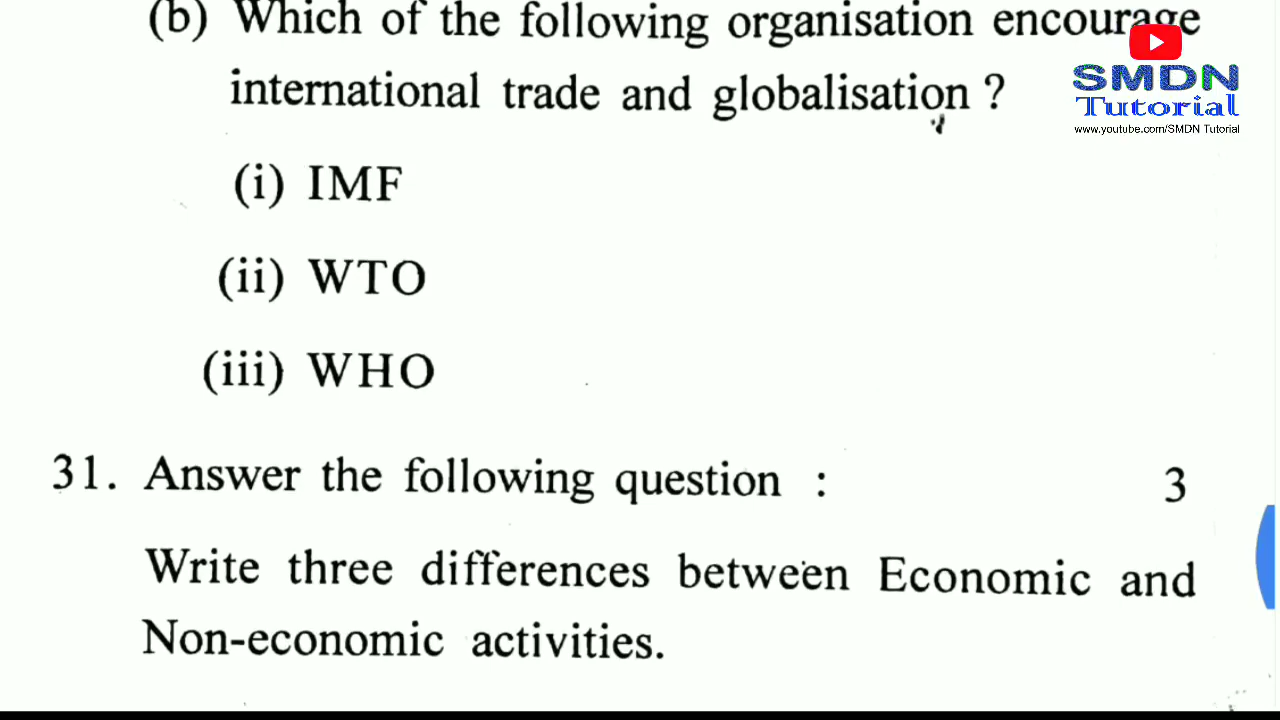 (b) Which of the following organisation encourage
international trade and globalisation ?
SMDN
Tutorial
www.youtube.com/SMDN Tutorial
(i) IMF
(ii) WTO
(iii) WHO
31. Answer the following question : 3
Write three differences between Economic and
Non-economic activities.